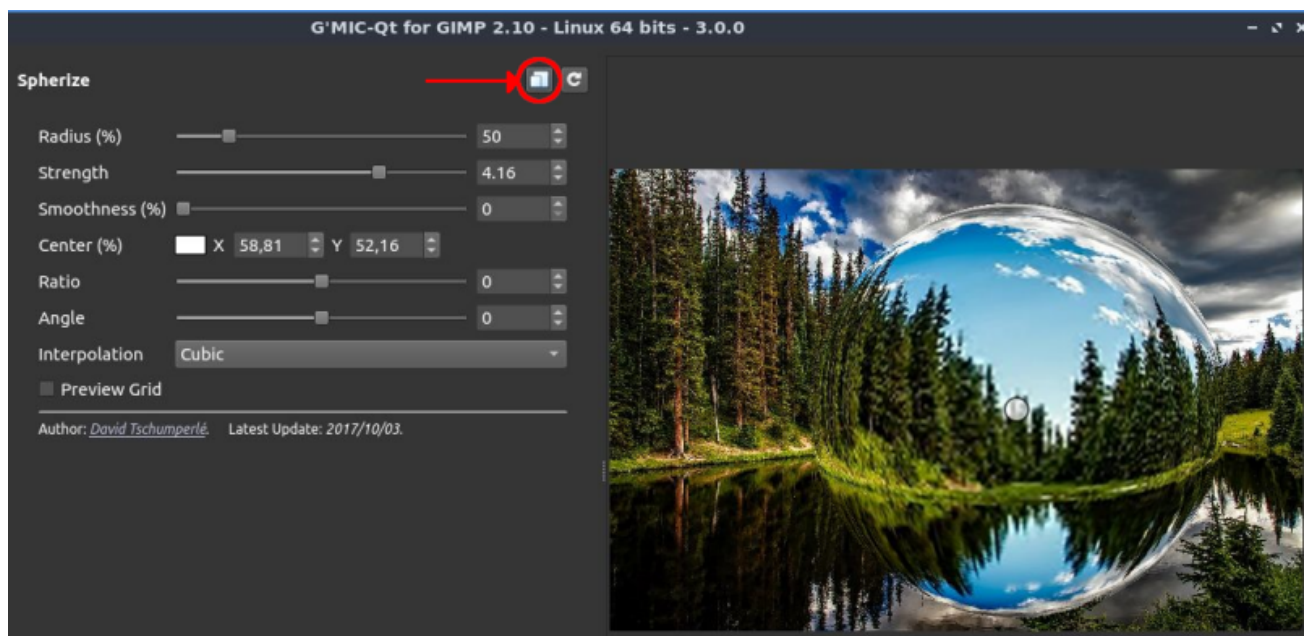 G'MIC-Qt for GIMP 2.10 - Linux 64 bits - 3.0.0
Spherize
Radius (%) 50
Strength 4.16
Smoothness (%) 0
Center (%) X 58,81 Y 52,16
Ratio 0
Angle 0
Interpolation Cubic
Preview Grid
Author: David Tschumperlé. Latest Update: 2017/10/03.